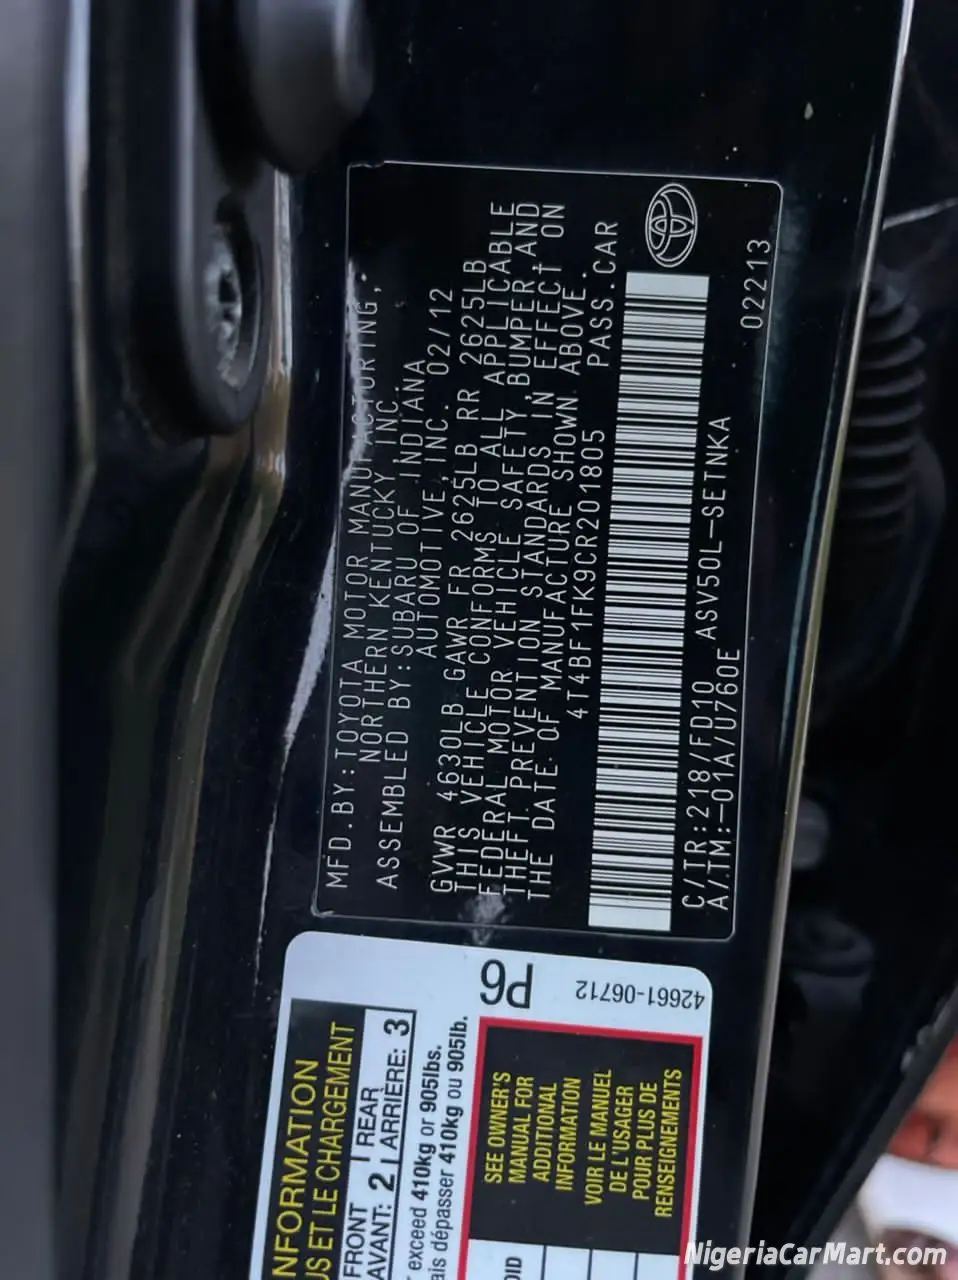 MFD.BY:TOYOTA MOTOR MANUFACTURING,
NORTHERN KENTUCKY,INC.
ASSEMBLED BY:SUBARU OF INDIANA
AUTOMOTIVE,INC. 02/12
GVWR 4630LB GAWR FR 2625LB RR 2625LB
THIS VEHICLE CONFORMS TO ALL APPLICABLE
FEDERAL MOTOR VEHICLE SAFETY,BUMPER,AND
THEFT PREVENTION STANDARDS IN EFFECT ON
THE DATE OF MANUFACTURE SHOWN ABOVE.
4T4BF1FK9CR201805 PASS.CAR
C/TR:218/FD10 ASV50L-SETNKA
A/TM:-01A/U760E
02213
P6
42661-06712
INFORMATION
US ET LE CHARGEMENT
FRONT
AVANT: 2
REAR
ARRIÈRE: 3
r exceed 410kg or 905lbs.
ais dépasser 410kg ou 905lb.
SEE OWNER'S
MANUAL FOR
ADDITIONAL
INFORMATION
VOIR LE MANUEL
DE L'USAGER
POUR PLUS DE
RENSEIGNEMENTS
OID
NigeriaCarMart.com